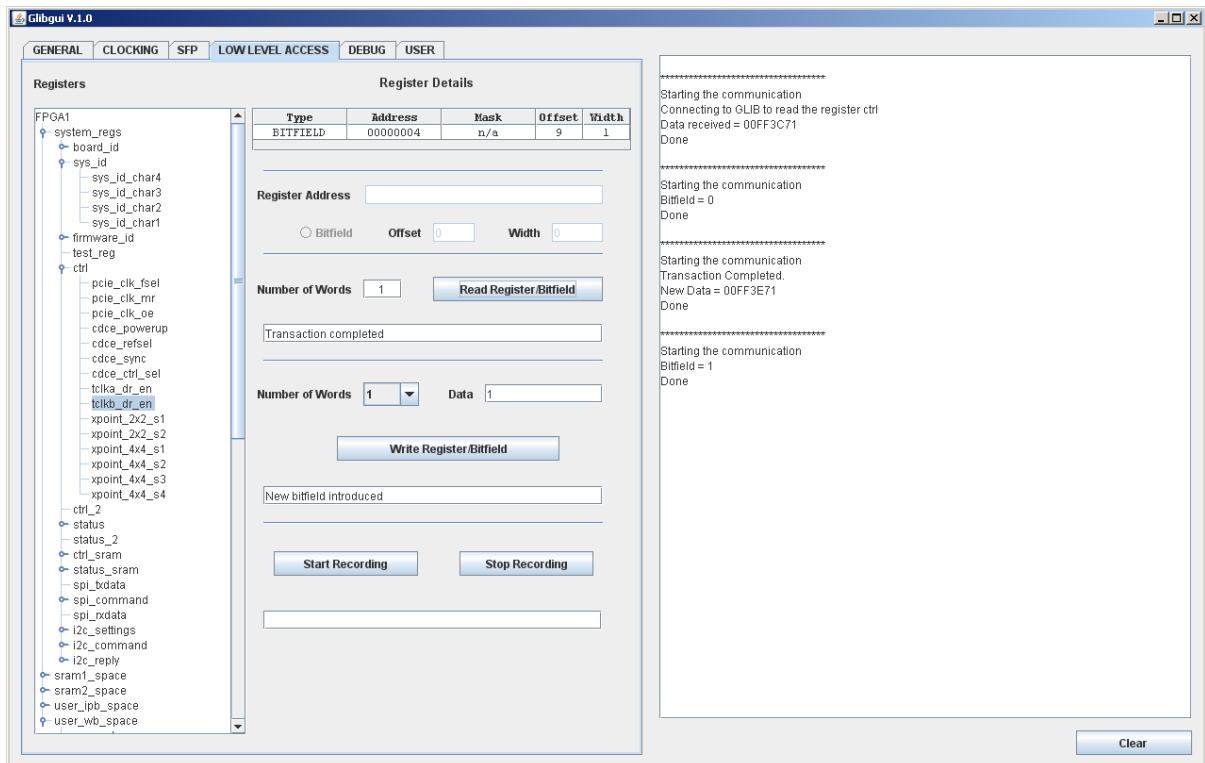 Glibgui V.1.0
GENERAL CLOCKING SFP LOW LEVEL ACCESS DEBUG USER
Registers
FPGA1
system_regs
board_id
sys_id
sys_id_char4
sys_id_char3
sys_id_char2
sys_id_char1
firmware_id
test_reg
ctrl
pcie_clk_fsel
pcie_clk_mr
pcie_clk_oe
cdce_powerup
cdce_refsel
cdce_sync
cdce_ctrl_sel
tclka_dr_en
tclkb_dr_en
xpoint_2x2_s1
xpoint_2x2_s2
xpoint_4x4_s1
xpoint_4x4_s2
xpoint_4x4_s3
xpoint_4x4_s4
ctrl_2
status
status_2
ctrl_sram
status_sram
spi_txdata
spi_command
spi_rxdata
i2c_settings
i2c_command
i2c_reply
sram1_space
sram2_space
user_ipb_space
user_wb_space
Register Details
Type Address Mask Offset Width
BITFIELD 00000004 n/a 9 1
Register Address
Bitfield Offset 0 Width 0
Number of Words 1 Read Register/Bitfield
Transaction completed
Number of Words 1 Data 1
Write Register/Bitfield
New bitfield introduced
Start Recording Stop Recording
***********************************
Starting the communication
Connecting to GLIB to read the register ctrl
Data received = 00FF3C71
Done
***********************************
Starting the communication
Bitfield = 0
Done
***********************************
Starting the communication
Transaction Completed.
New Data = 00FF3E71
Done
***********************************
Starting the communication
Bitfield = 1
Done
Clear